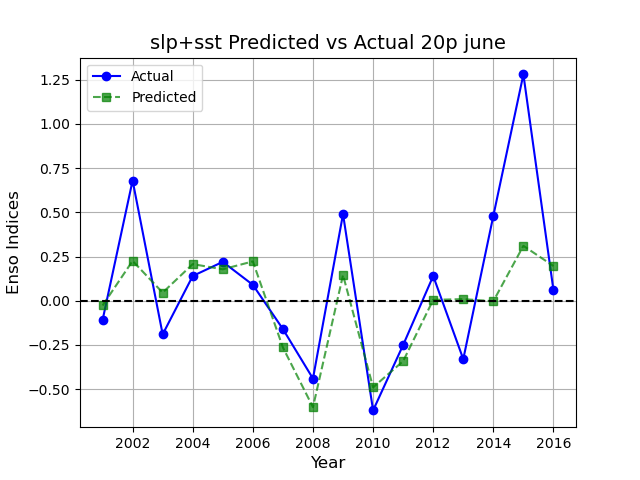 slp+sst Predicted vs Actual 20p june
Actual
Predicted
1.25
1.00
0.75
0.50
0.25
0.00
−0.25
−0.50
Enso Indices
2002 2004 2006 2008 2010 2012 2014 2016
Year